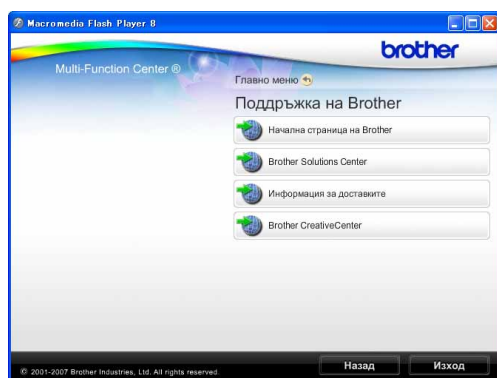 Macromedia Flash Player 8
brother
Multi-Function Center ®
Главно меню
Поддръжка на Brother
Начална страница на Brother
Brother Solutions Center
Информация за доставките
Brother CreativeCenter
© 2001-2007 Brother Industries, Ltd. All rights reserved.
Назад
Изход